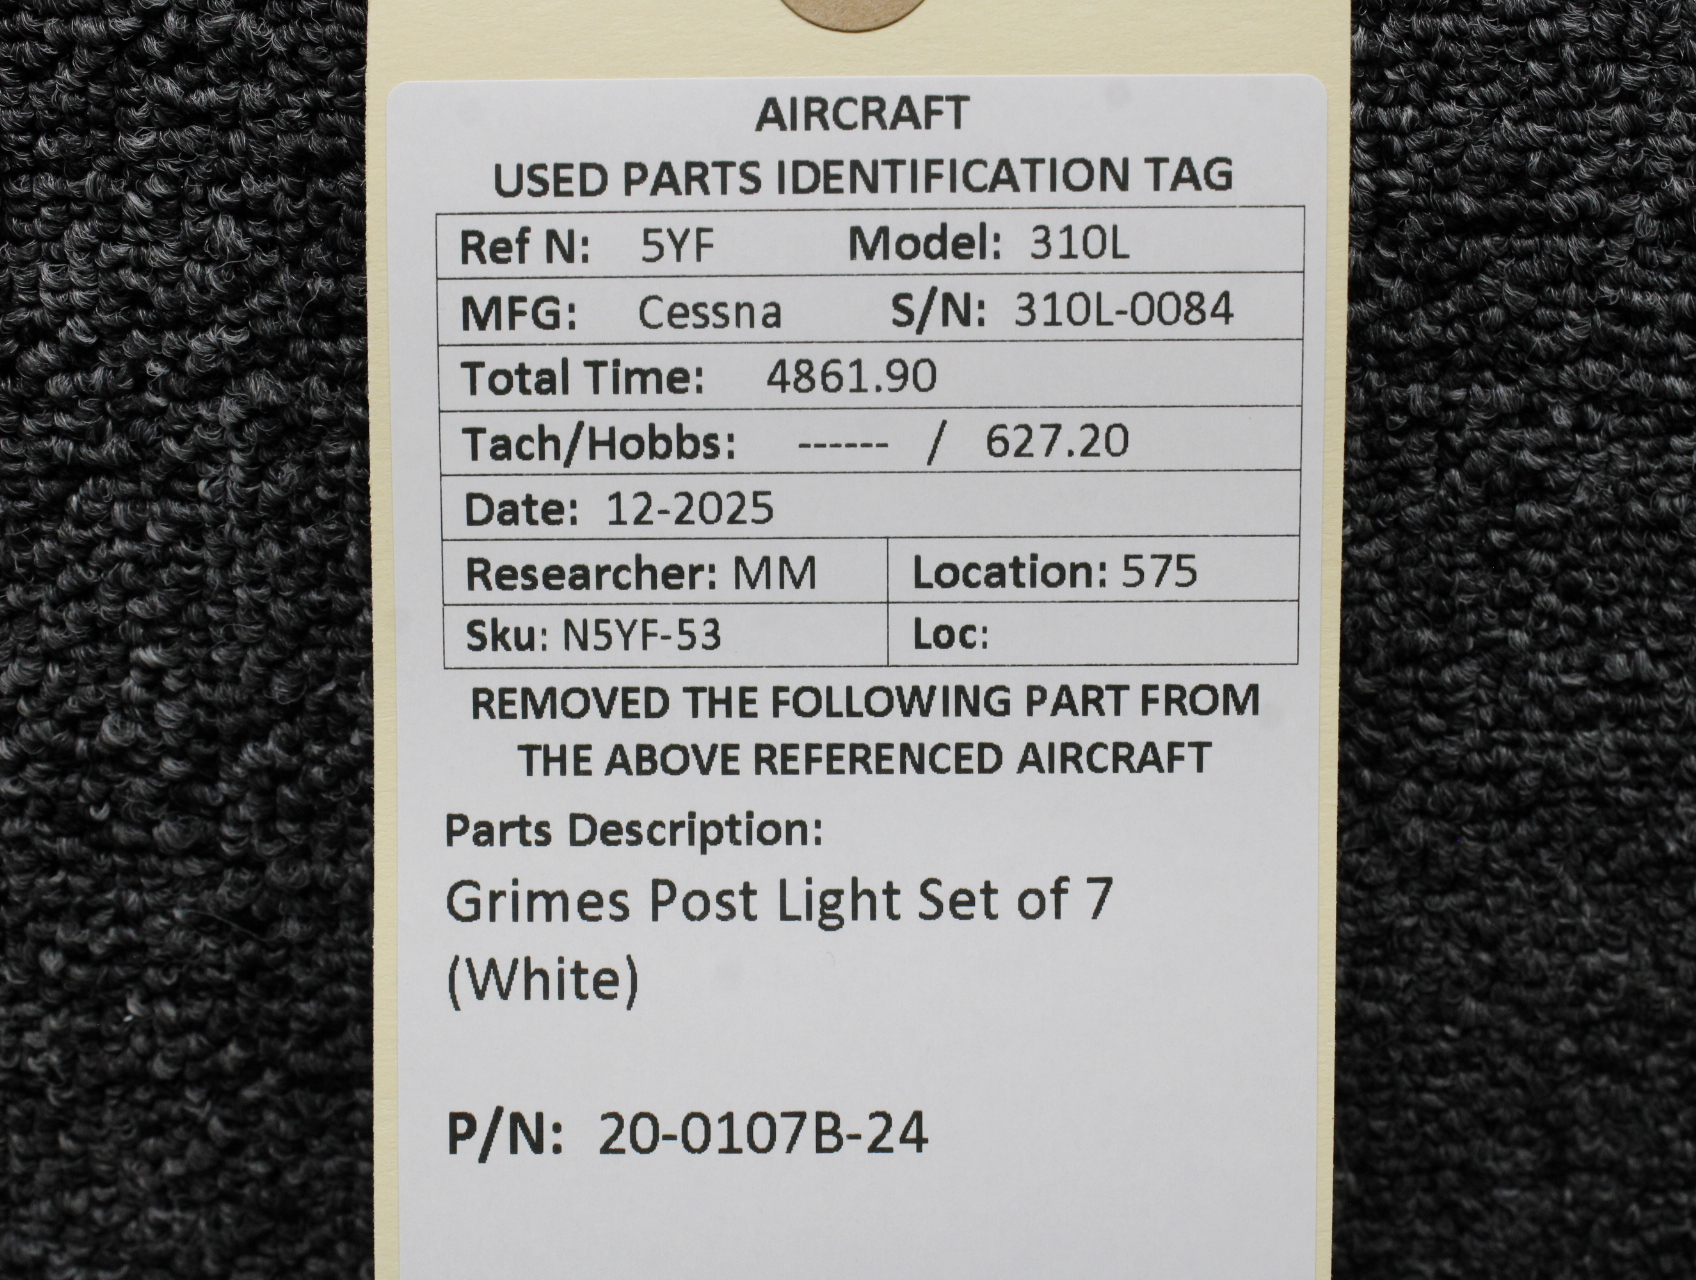 AIRCRAFT
USED PARTS IDENTIFICATION TAG
Ref N: 5YF Model: 310L
MFG: Cessna S/N: 310L-0084
Total Time: 4861.90
Tach/Hobbs: ------ / 627.20
Date: 12-2025
Researcher: MM Location: 575
Sku: N5YF-53 Loc:
REMOVED THE FOLLOWING PART FROM
THE ABOVE REFERENCED AIRCRAFT
Parts Description:
Grimes Post Light Set of 7
(White)
P/N: 20-0107B-24